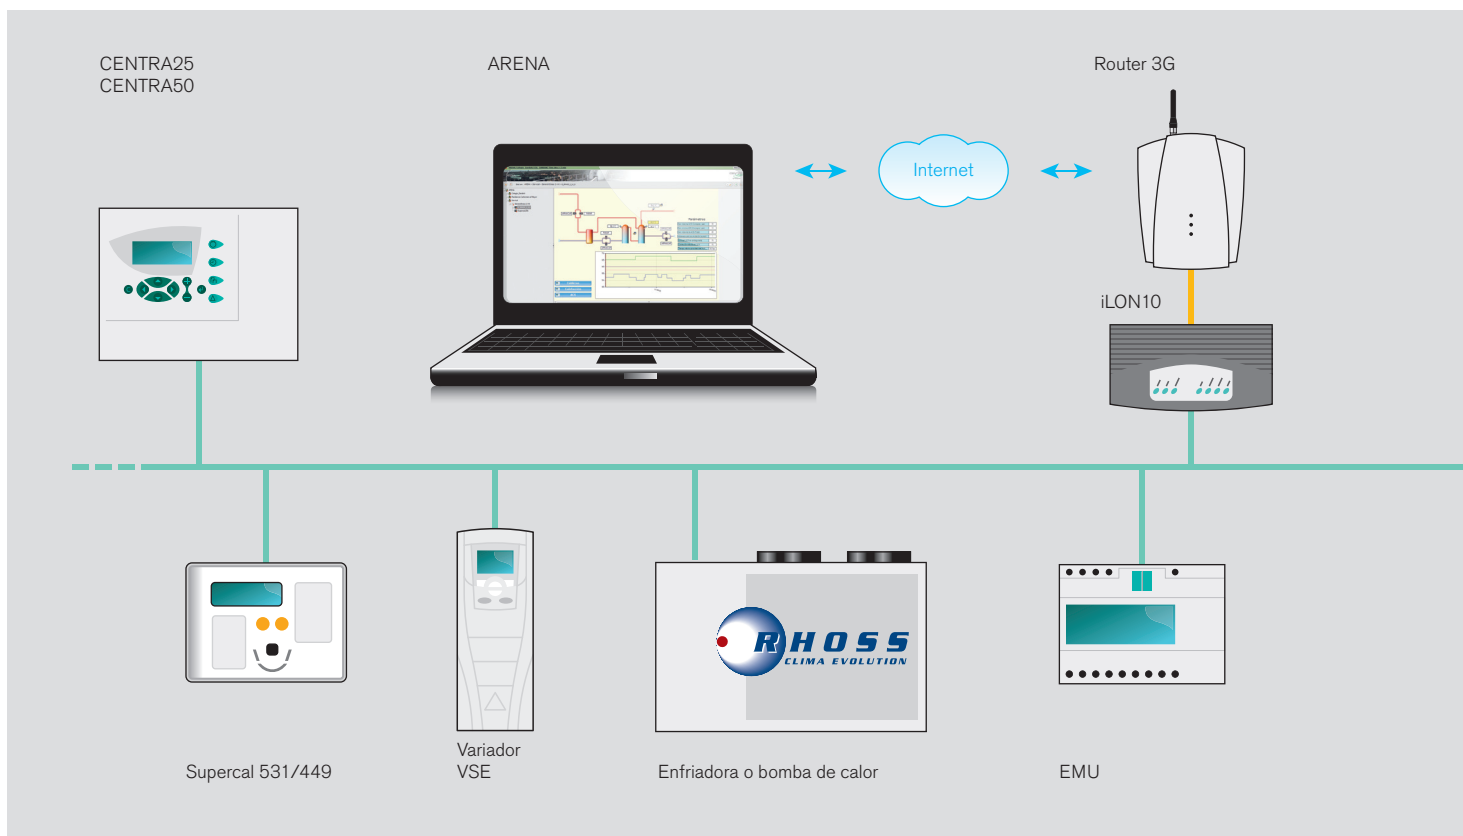 CENTRA25
CENTRA50
ARENA
Router 3G
Internet
iLON10
RHOSS
CLIMA EVOLUTION
Variador
VSE
Supercal 531/449
Enfriadora o bomba de calor
EMU